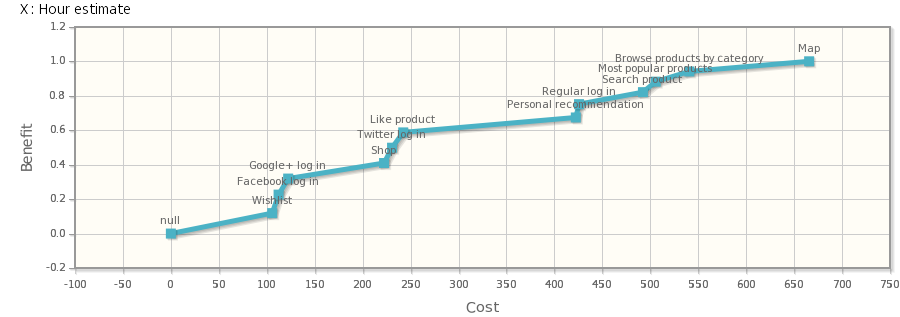 X: Hour estimate
1.2
1.0
0.8
0.6
0.4
0.2
0.0
-0.2
Benefit
Map
Browse products by category
Most popular products
Search product
Regular log in
Personal recommendation
Like product
Twitter log in
Shop
Google+ log in
Facebook log in
Wishlist
null
-100 -50 0 50 100 150 200 250 300 350 400 450 500 550 600 650 700 750
Cost